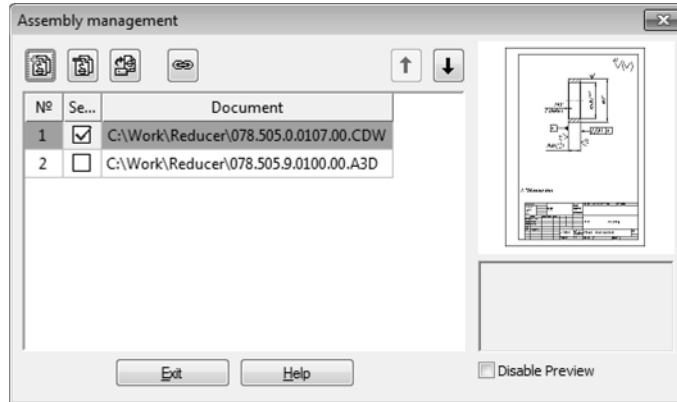 Assembly management
Nº Se... Document
1 C:\Work\Reducer\078.505.0.0107.00.CDW
2 C:\Work\Reducer\078.505.9.0100.00.A3D
Exit Help
Disable Preview